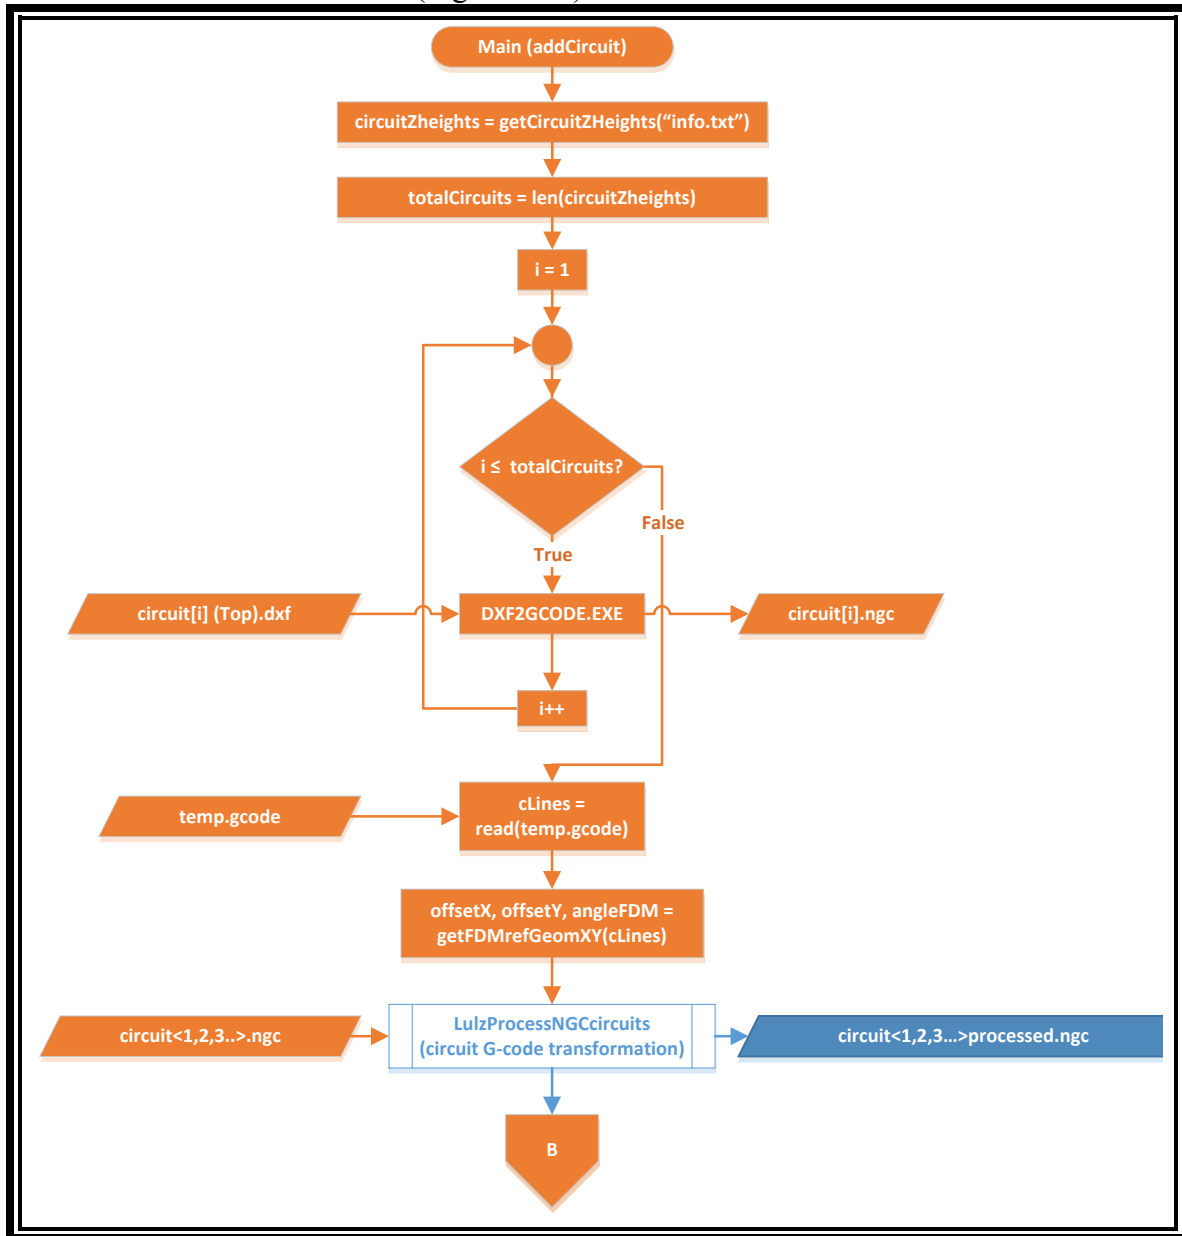 Main (addCircuit)
circuitZheights = getCircuitZHeights(“info.txt”)
totalCircuits = len(circuitZheights)
i = 1
i ≤ totalCircuits?
False
True
circuit[i] (Top).dxf
DXF2GCODE.EXE
circuit[i].ngc
i++
temp.gcode
cLines =
read(temp.gcode)
offsetX, offsetY, angleFDM =
getFDMrefGeomXY(cLines)
circuit<1,2,3..>.ngc
LulzProcessNGCcircuits
(circuit G-code transformation)
circuit<1,2,3...>processed.ngc
B